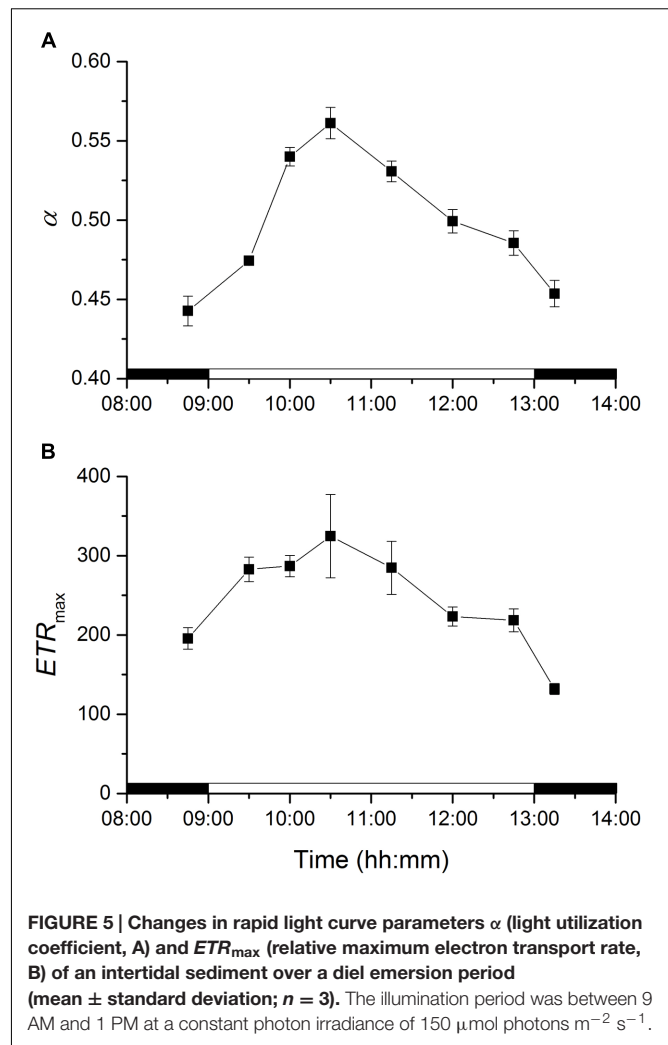 A
0.60
0.55
0.50
0.45
0.40
α
08:00 09:00 10:00 11:00 12:00 13:00 14:00
B
400
300
200
100
0
ETRmax
08:00 09:00 10:00 11:00 12:00 13:00 14:00
Time (hh:mm)
FIGURE 5 | Changes in rapid light curve parameters α (light utilization
coefficient, A) and ETRmax (relative maximum electron transport rate,
B) of an intertidal sediment over a diel emersion period
(mean ± standard deviation; n = 3). The illumination period was between 9
AM and 1 PM at a constant photon irradiance of 150 μmol photons m−2 s−1.